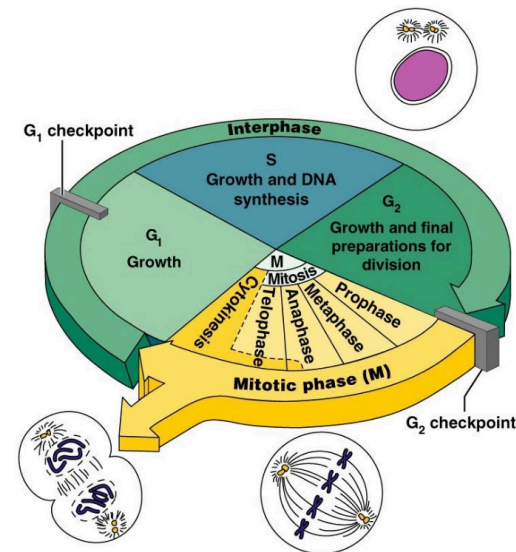 G₁ checkpoint
Interphase
S
Growth and DNA
synthesis
G₂
Growth and final
preparations for
division
G₁
Growth
M
Mitosis
Cytokinesis
Telophase
Anaphase
Metaphase
Prophase
Mitotic phase (M)
G₂ checkpoint